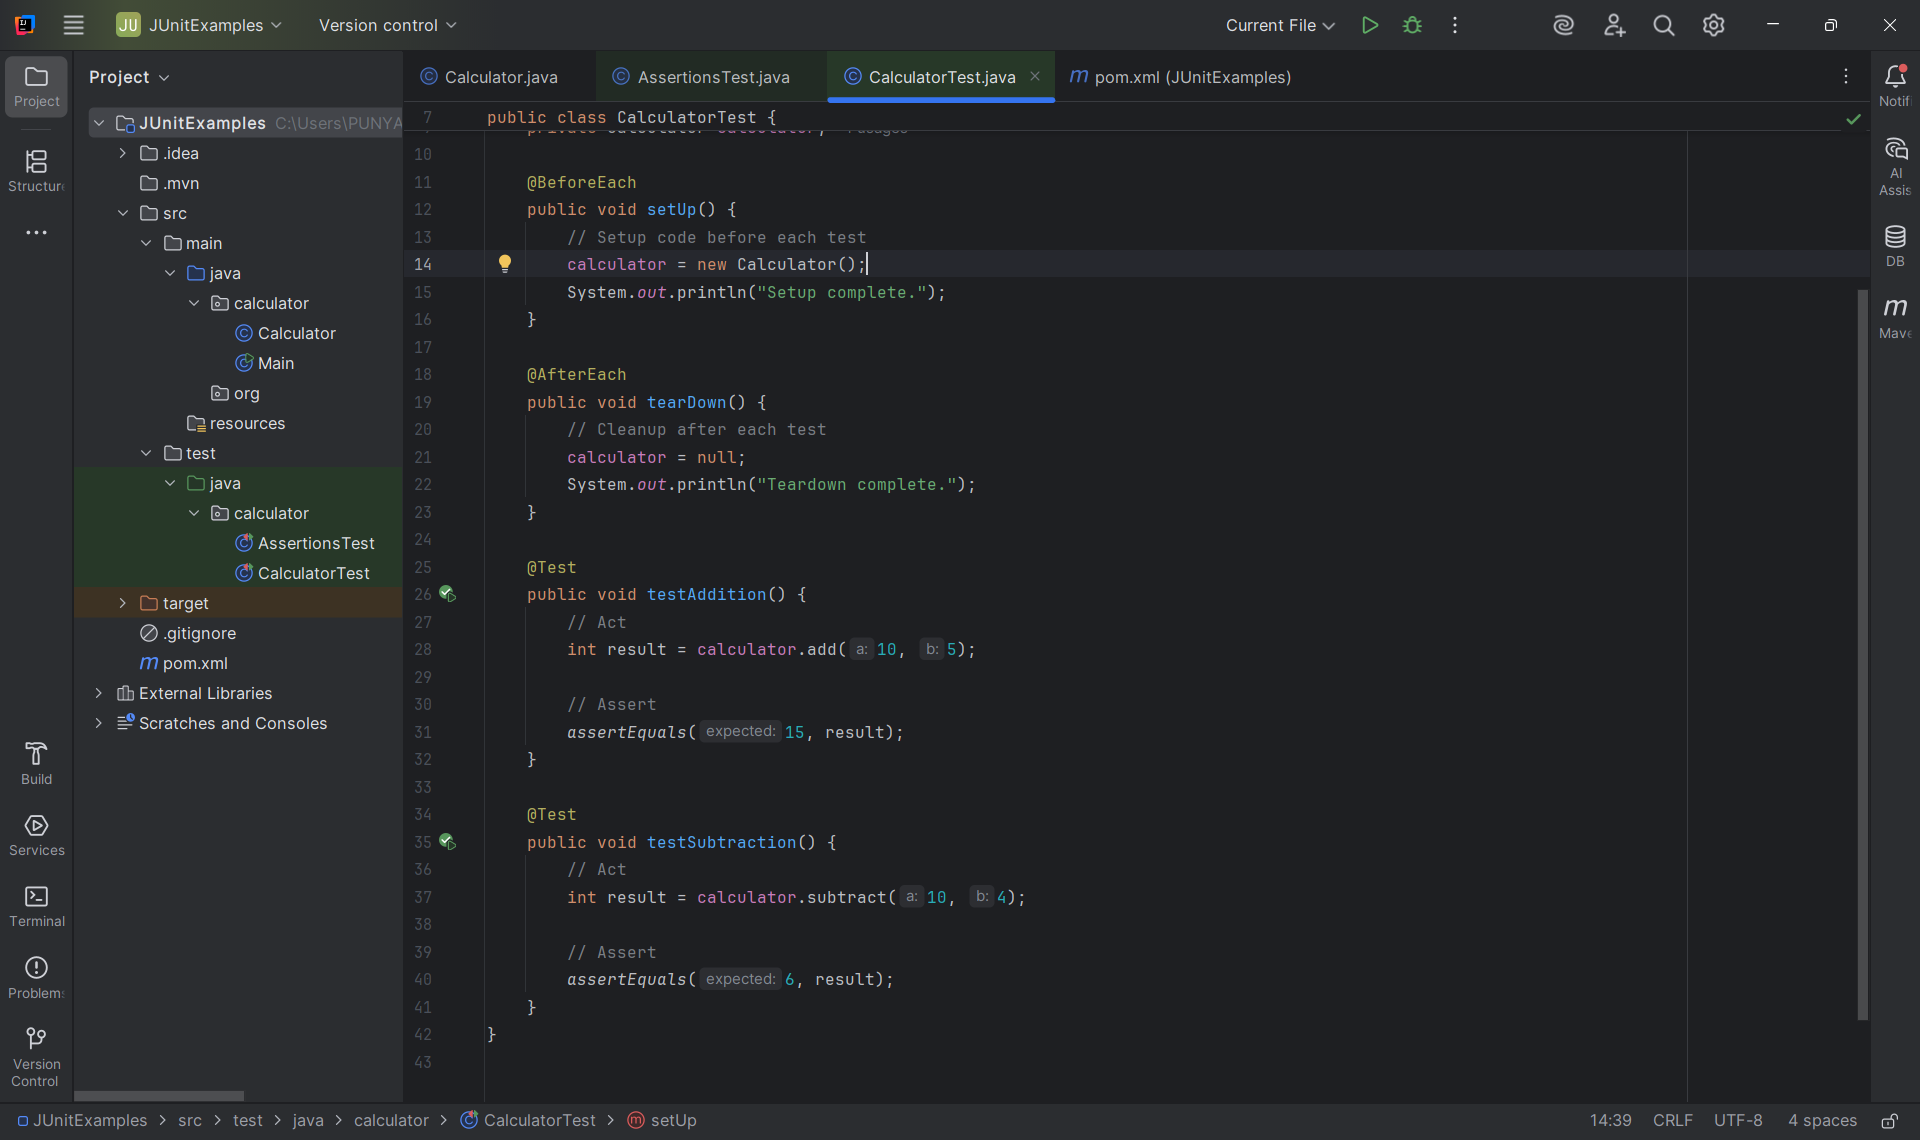 JU JUnitExamples Version control Current File
Project
Project
Structure
Build
Services
Terminal
Problems
Version
Control
JUnitExamples C:\Users\PUNYA
.idea
.mvn
src
main
java
calculator
Calculator
Main
org
resources
test
java
calculator
AssertionsTest
CalculatorTest
target
.gitignore
m pom.xml
External Libraries
Scratches and Consoles
Calculator.java AssertionsTest.java CalculatorTest.java m pom.xml (JUnitExamples)
7 public class CalculatorTest {
10
11 @BeforeEach
12 public void setUp() {
13 // Setup code before each test
14 calculator = new Calculator();
15 System.out.println("Setup complete.");
16 }
17
18 @AfterEach
19 public void tearDown() {
20 // Cleanup after each test
21 calculator = null;
22 System.out.println("Teardown complete.");
23 }
24
25 @Test
26 public void testAddition() {
27 // Act
28 int result = calculator.add( a: 10, b: 5);
29
30 // Assert
31 assertEquals( expected: 15, result);
32 }
33
34 @Test
35 public void testSubtraction() {
36 // Act
37 int result = calculator.subtract( a: 10, b: 4);
38
39 // Assert
40 assertEquals( expected: 6, result);
41 }
42 }
43
Notifi
AI
Assis
DB
m
Mave
JUnitExamples > src > test > java > calculator > CalculatorTest > m setUp 14:39 CRLF UTF-8 4 spaces